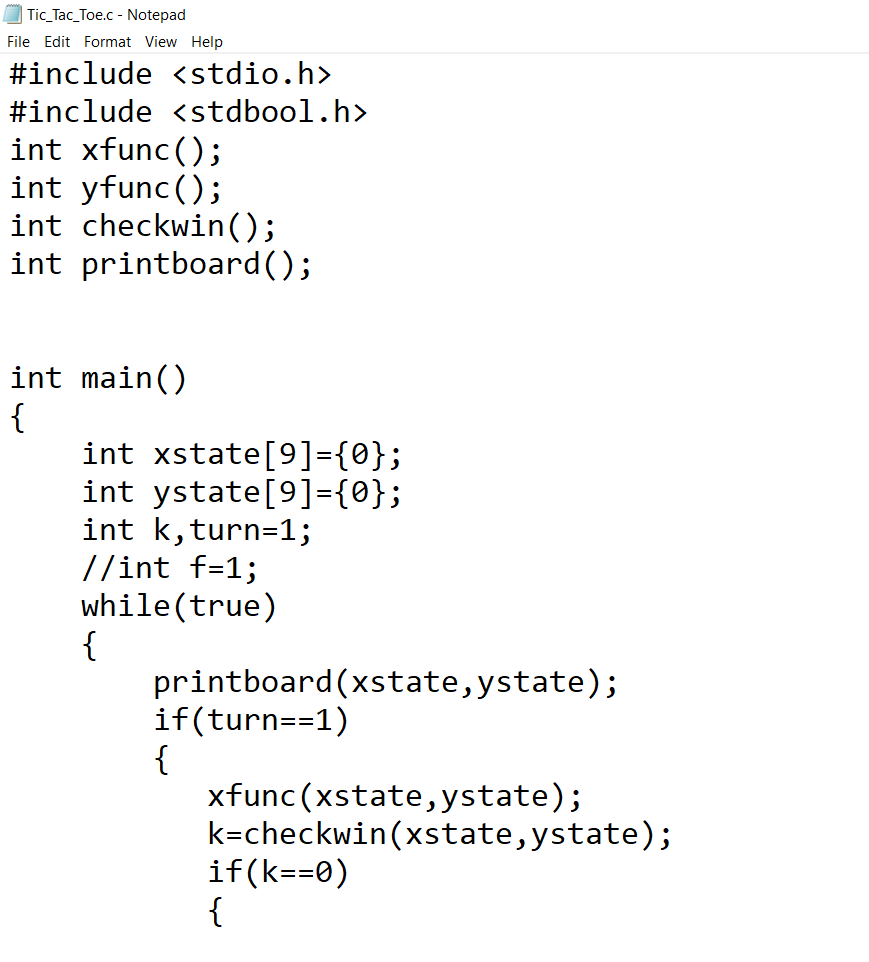 Tic_Tac_Toe.c - Notepad
File Edit Format View Help
#include <stdio.h>
#include <stdbool.h>
int xfunc();
int yfunc();
int checkwin();
int printboard();
int main()
{
    int xstate[9]={0};
    int ystate[9]={0};
    int k,turn=1;
    //int f=1;
    while(true)
    {
        printboard(xstate,ystate);
        if(turn==1)
        {
           xfunc(xstate,ystate);
           k=checkwin(xstate,ystate);
           if(k==0)
           {